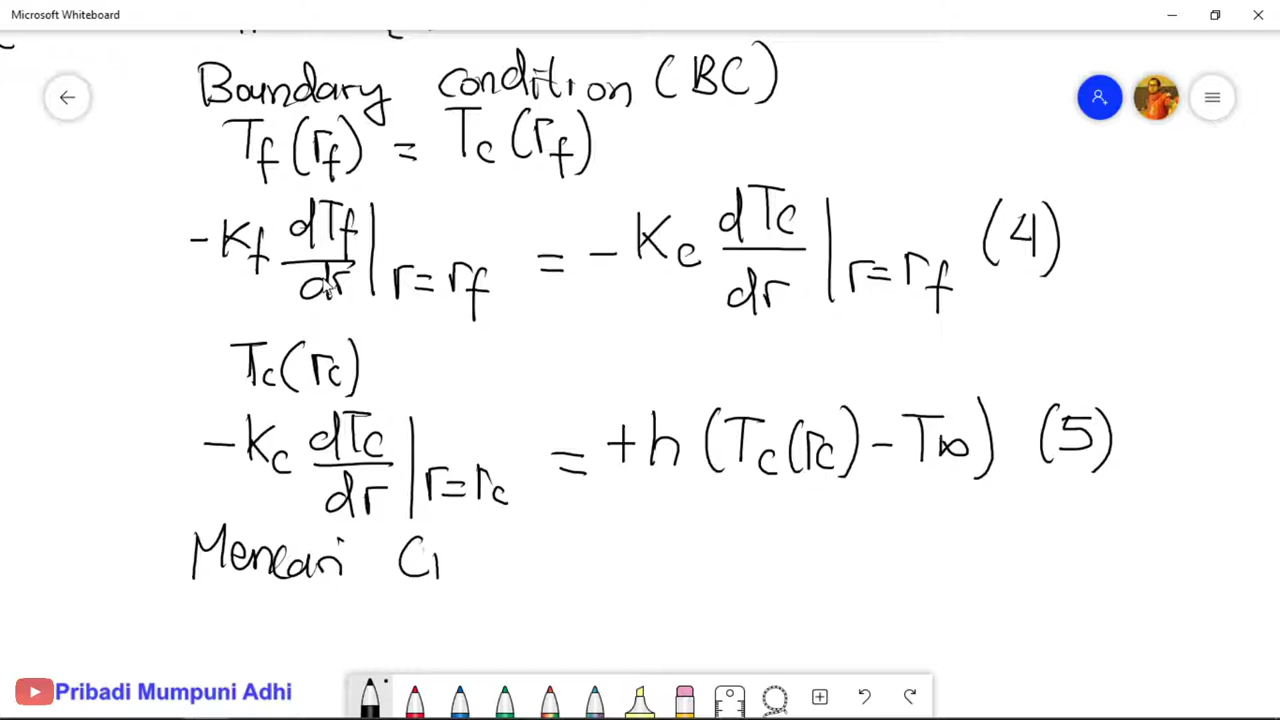 Microsoft Whiteboard
Boundary condition (BC)
Tf(rf) = Tc(rf)
-Kf dTf/dr | r=rf = -Kc dTc/dr | r=rf (4)
Tc(rc)
-Kc dTc/dr | r=rc = +h (Tc(rc) - T∞) (5)
Mencari C1
Pribadi Mumpuni Adhi